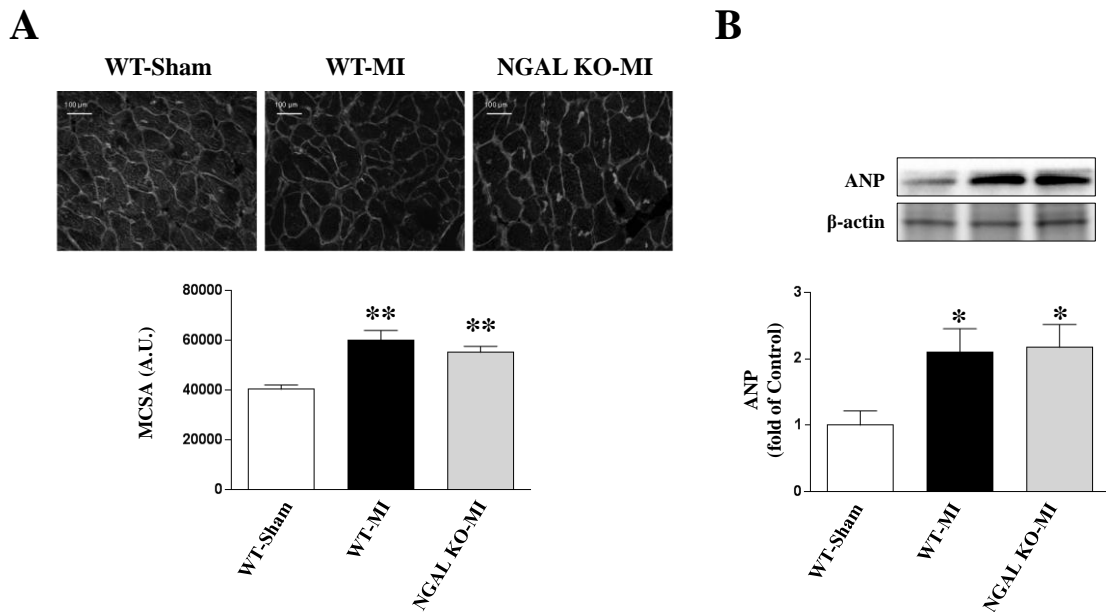 A
B
WT-Sham
WT-MI
NGAL KO-MI
100 μm
100 μm
100 μm
ANP
β-actin
80000
60000
40000
20000
0
MCSA (A.U.)
**
**
WT-Sham
WT-MI
NGAL KO-MI
3
2
1
0
ANP
(fold of Control)
*
*
WT-Sham
WT-MI
NGAL KO-MI